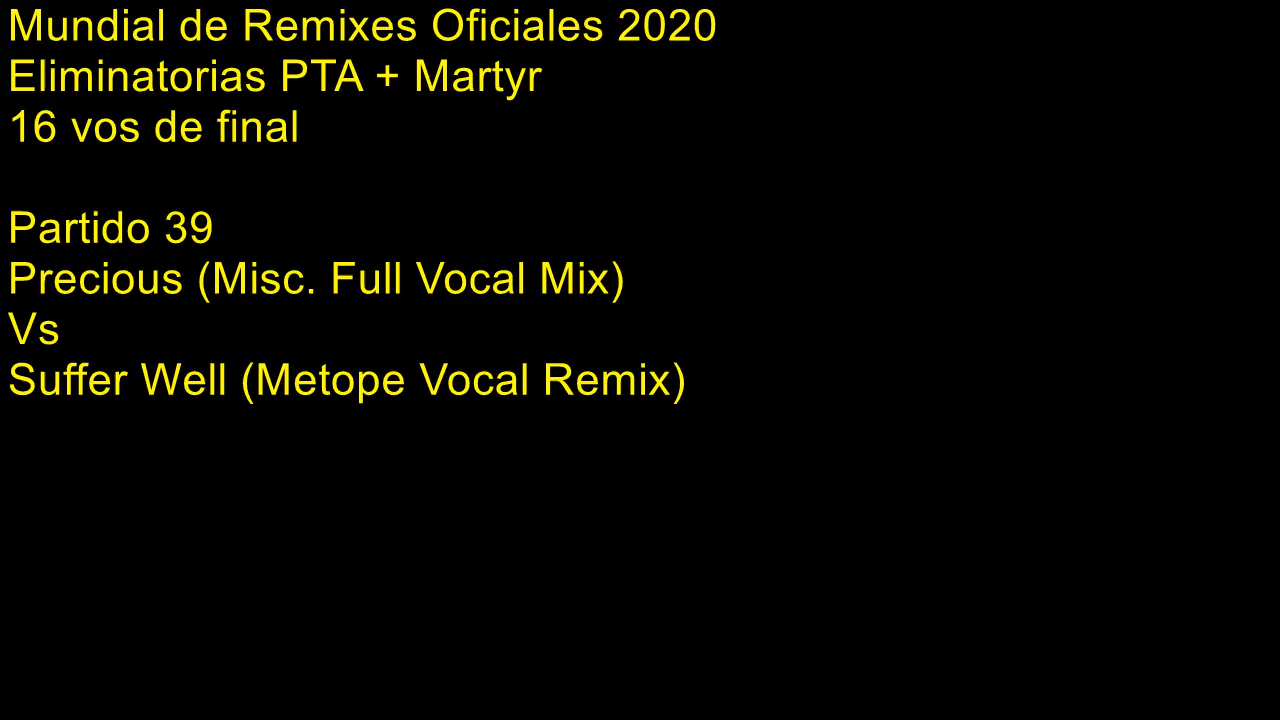 Mundial de Remixes Oficiales 2020
Eliminatorias PTA + Martyr
16 vos de final
Partido 39
Precious (Misc. Full Vocal Mix)
Vs
Suffer Well (Metope Vocal Remix)